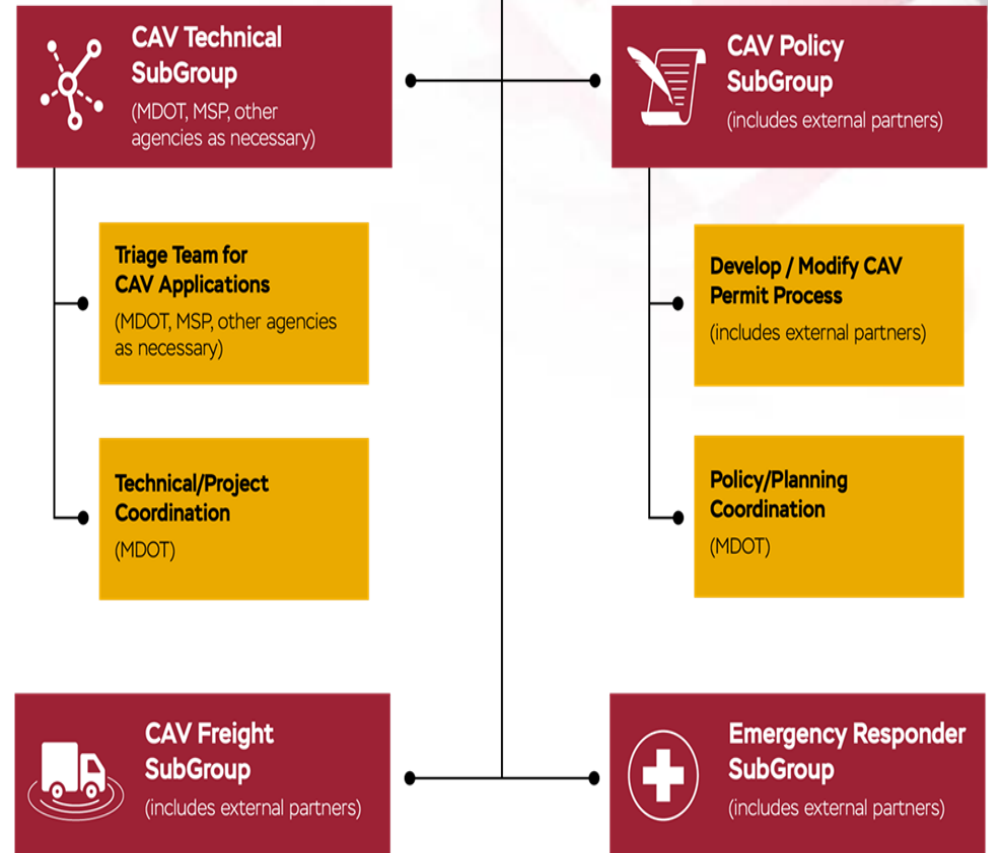 CAV Technical
SubGroup
(MDOT, MSP, other
agencies as necessary)
CAV Policy
SubGroup
(includes external partners)
Triage Team for
CAV Applications
(MDOT, MSP, other agencies
as necessary)
Develop / Modify CAV
Permit Process
(includes external partners)
Technical/Project
Coordination
(MDOT)
Policy/Planning
Coordination
(MDOT)
CAV Freight
SubGroup
(includes external partners)
Emergency Responder
SubGroup
(includes external partners)